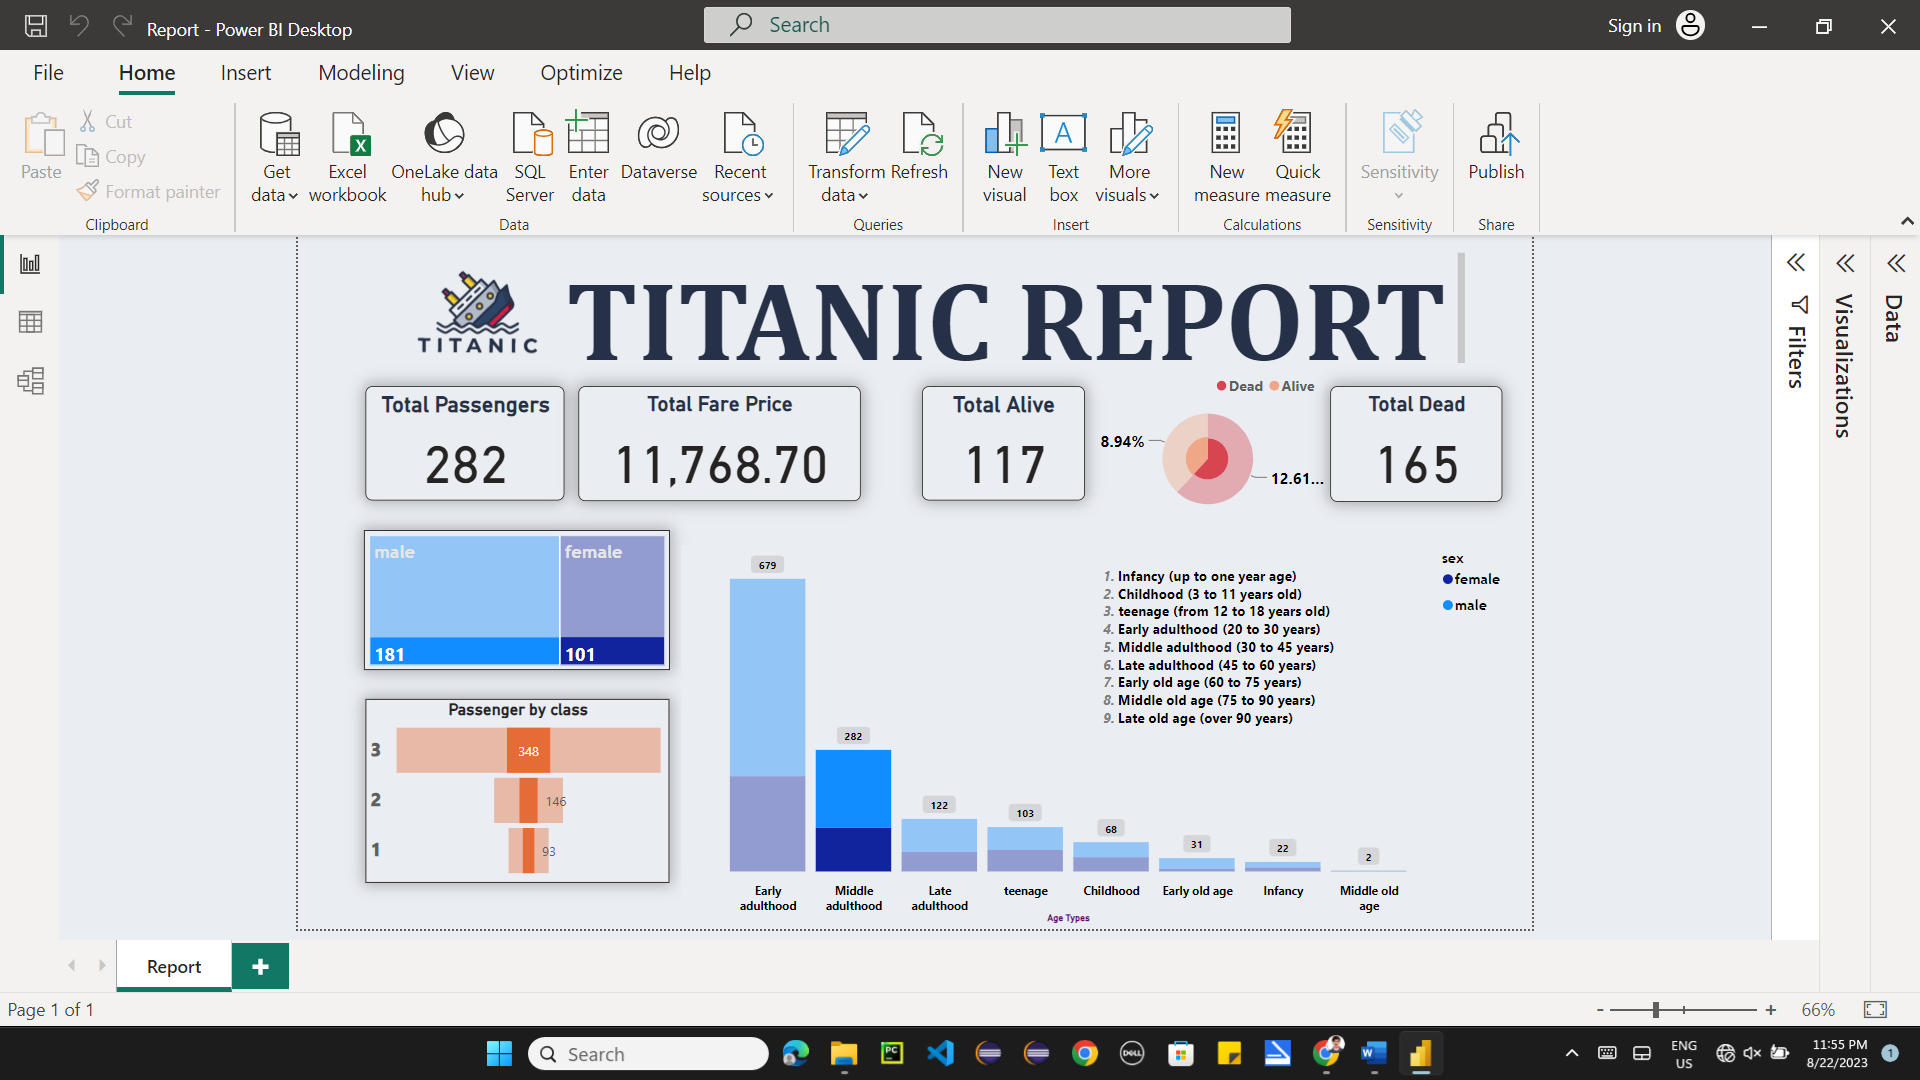 Report - Power BI Desktop
Search
Sign in
File
Home
Insert
Modeling
View
Optimize
Help
Paste
Cut
Copy
Format painter
Clipboard
Get
data
Excel
workbook
OneLake data
hub
SQL
Server
Enter
data
Dataverse
Recent
sources
Data
Transform
data
Refresh
Queries
New
visual
Text
box
More
visuals
Insert
New
measure
Quick
measure
Calculations
Sensitivity
Sensitivity
Publish
Share
TITANIC
TITANIC REPORT
Total Passengers
282
Total Fare Price
11,768.70
Total Alive
117
Dead
Alive
8.94%
12.61...
Total Dead
165
male
female
181
101
Passenger by class
3
348
2
146
1
93
679
282
122
103
68
31
22
2
Early
adulthood
Middle
adulthood
Late
adulthood
teenage
Childhood
Early old age
Infancy
Middle old
age
Age Types
1. Infancy (up to one year age)
2. Childhood (3 to 11 years old)
3. teenage (from 12 to 18 years old)
4. Early adulthood (20 to 30 years)
5. Middle adulthood (30 to 45 years)
6. Late adulthood (45 to 60 years)
7. Early old age (60 to 75 years)
8. Middle old age (75 to 90 years)
9. Late old age (over 90 years)
sex
female
male
Filters
Visualizations
Data
Report
Page 1 of 1
66%
Search
PC
DELL
ENG
US
11:55 PM
8/22/2023
1